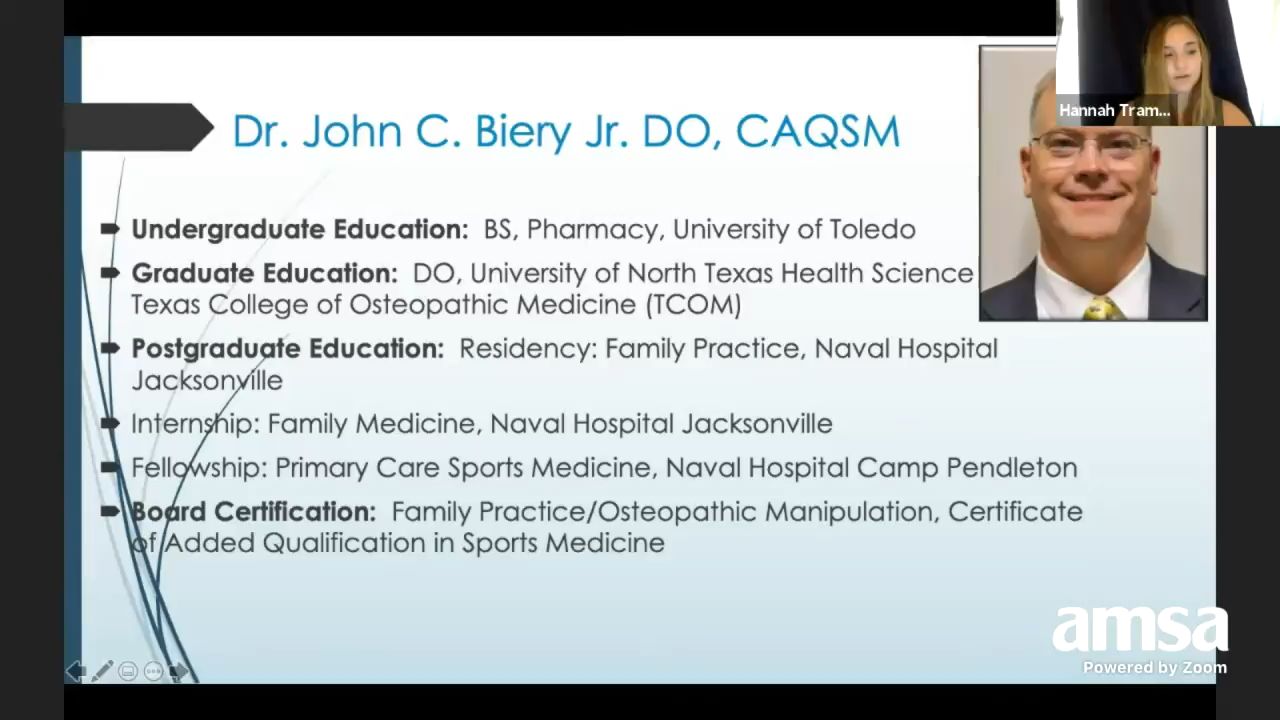 Hannah Tram...
Dr. John C. Biery Jr. DO, CAQSM
Undergraduate Education: BS, Pharmacy, University of Toledo
Graduate Education: DO, University of North Texas Health Science
Texas College of Osteopathic Medicine (TCOM)
Postgraduate Education: Residency: Family Practice, Naval Hospital
Jacksonville
Internship: Family Medicine, Naval Hospital Jacksonville
Fellowship: Primary Care Sports Medicine, Naval Hospital Camp Pendleton
Board Certification: Family Practice/Osteopathic Manipulation, Certificate
of Added Qualification in Sports Medicine
amsa
Powered by Zoom